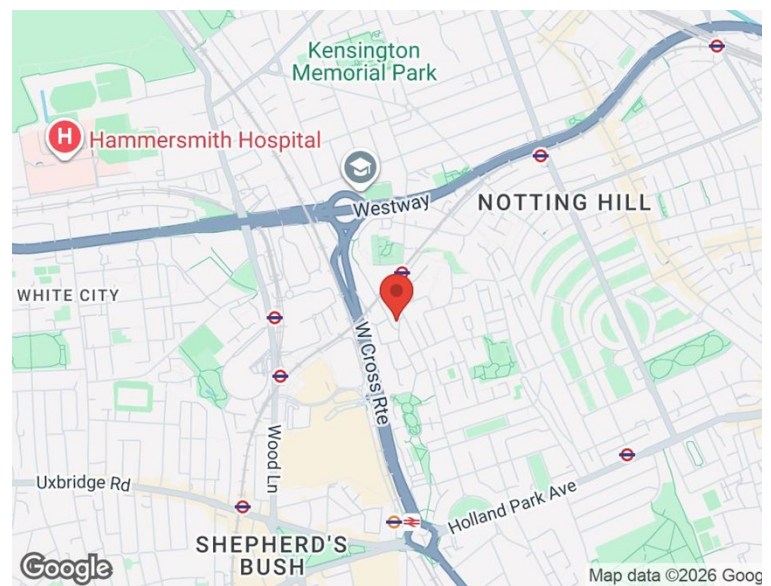 Kensington
Memorial Park
H
Hammersmith Hospital
Westway
NOTTING HILL
WHITE CITY
W Cross Rte
Wood Ln
Uxbridge Rd
Holland Park Ave
SHEPHERD'S
BUSH
Google
Map data ©2026 Goog